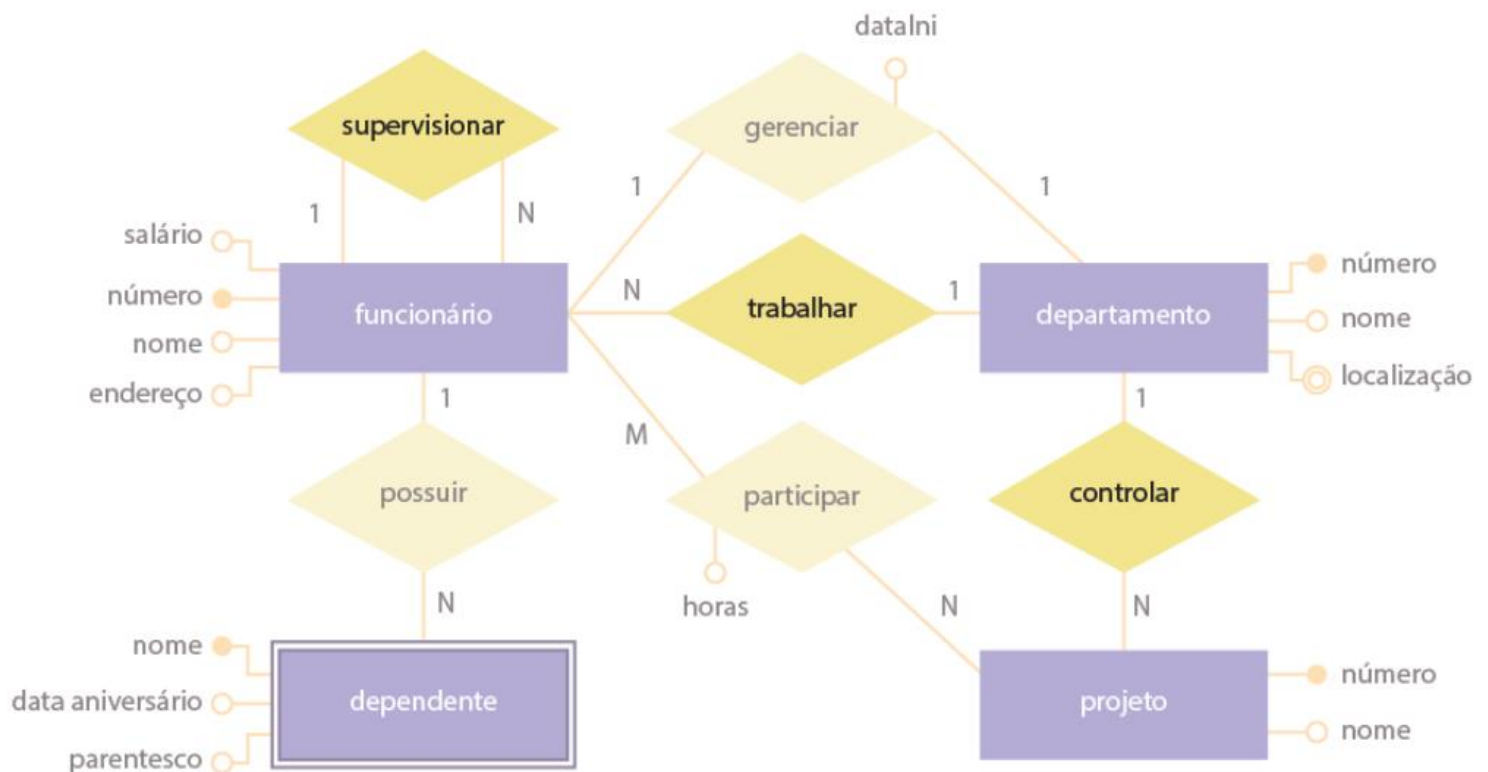 dataIni
supervisionar
gerenciar
1
1
1
N
salário
número
nome
endereço
funcionário
N
trabalhar
1
departamento
número
nome
localização
1
M
1
possuir
participar
controlar
horas
N
N
N
nome
data aniversário
parentesco
dependente
projeto
número
nome